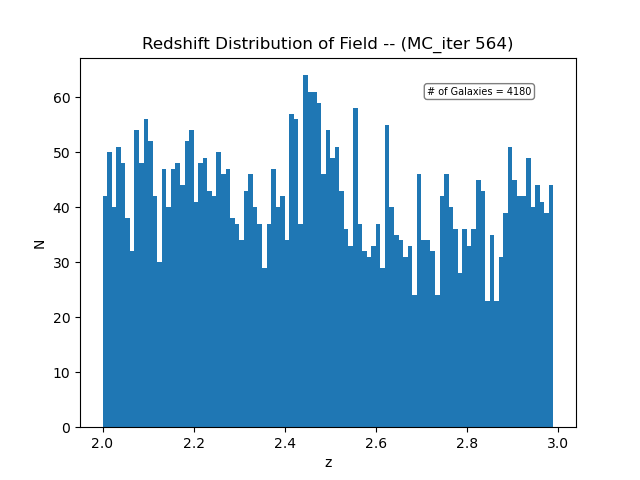 Redshift Distribution of Field -- (MC_iter 564)
# of Galaxies = 4180
60
50
40
30
20
10
0
N
2.0 2.2 2.4 2.6 2.8 3.0
z